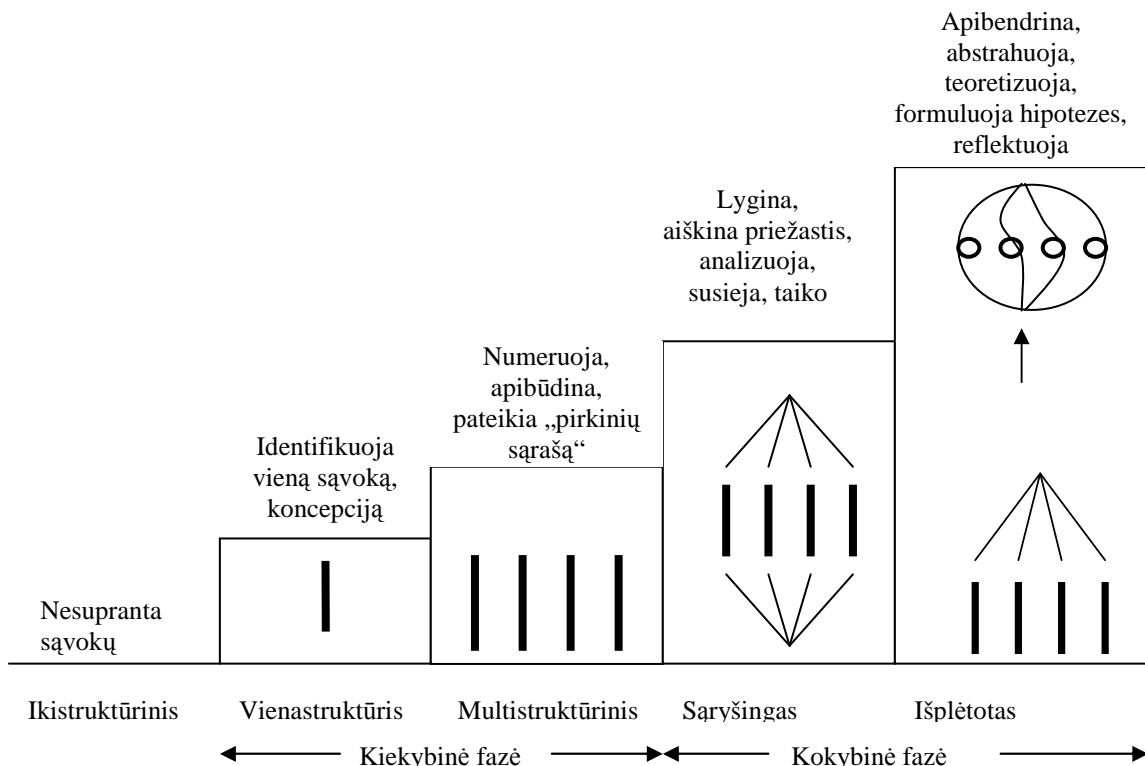 Apibendrina,
abstrahuoja,
teoretizuoja,
formuluoja hipotezes,
reflektuoja
Lygina,
aiškina priežastis,
analizuoja,
susieja, taiko
Numeruoja,
apibūdina,
pateikia „pirkinių
sąrašą“
Identifikuoja
vieną sąvoką,
koncepciją
Nesupranta
sąvokų
Ikistruktūrinis
Vienastruktūris
Multistruktūrinis
Sąryšingas
Išplėtotas
Kiekybinė fazė
Kokybinė fazė